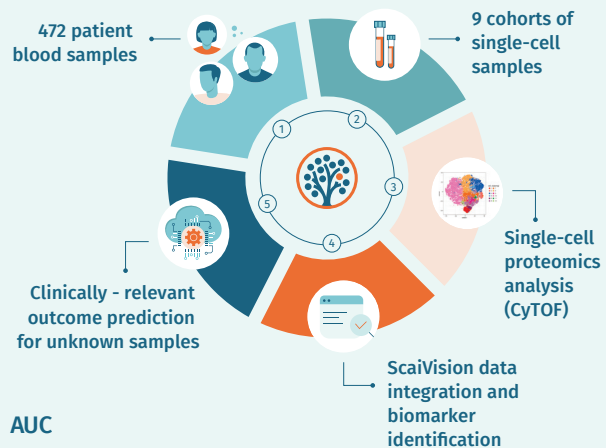 472 patient
blood samples
9 cohorts of
single-cell
samples
1
2
3
4
5
Single-cell
proteomics
analysis
(CyTOF)
Clinically - relevant
outcome prediction
for unknown samples
ScaiVision data
integration and
biomarker
identification
AUC